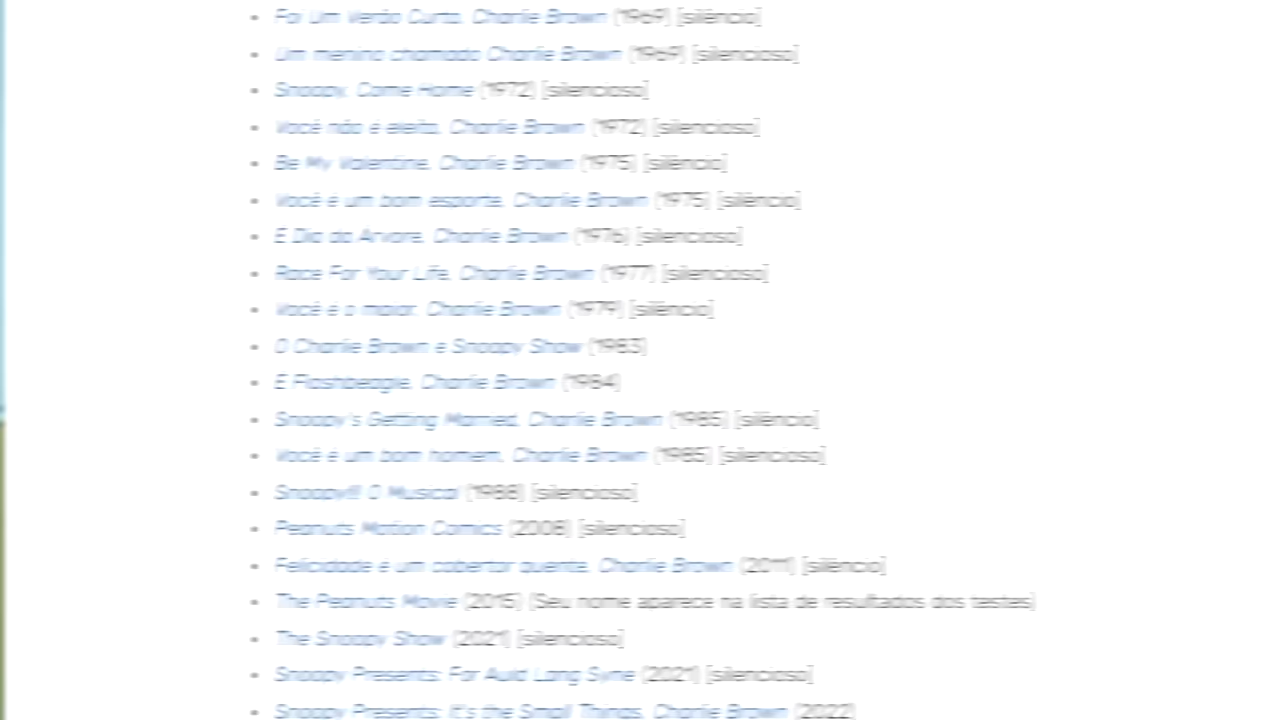 For Um Verão Curto, Charlie Brown (1969) [silêncio]
Um menino chamado Charlie Brown (1969) [silencioso]
Snoopy, Come Home (1972) [silencioso]
Você não é eleito, Charlie Brown (1972) [silencioso]
Be My Valentine, Charlie Brown (1975) [silêncio]
Você é um bom esporte, Charlie Brown (1975) [silêncio]
É Dia da Árvore, Charlie Brown (1976) [silencioso]
Race For Your Life, Charlie Brown (1977) [silencioso]
Você é o maior, Charlie Brown (1979) [silêncio]
O Charlie Brown e Snoopy Show (1983)
É Flashbeagle, Charlie Brown (1984)
Snoopy's Getting Married, Charlie Brown (1985) [silêncio]
Você é um bom homem, Charlie Brown (1985) [silencioso]
Snoopy!!! O Musical (1988) [silencioso]
Peanuts Motion Comics (2008) [silencioso]
Felicidade é um cobertor quente, Charlie Brown (2011) [silêncio]
The Peanuts Movie (2015) (Seu nome aparece na lista de resultados dos testes)
The Snoopy Show (2021) [silencioso]
Snoopy Presents: For Auld Lang Syne (2021) [silencioso]
Snoopy Presents: It's the Small Things, Charlie Brown (2022)